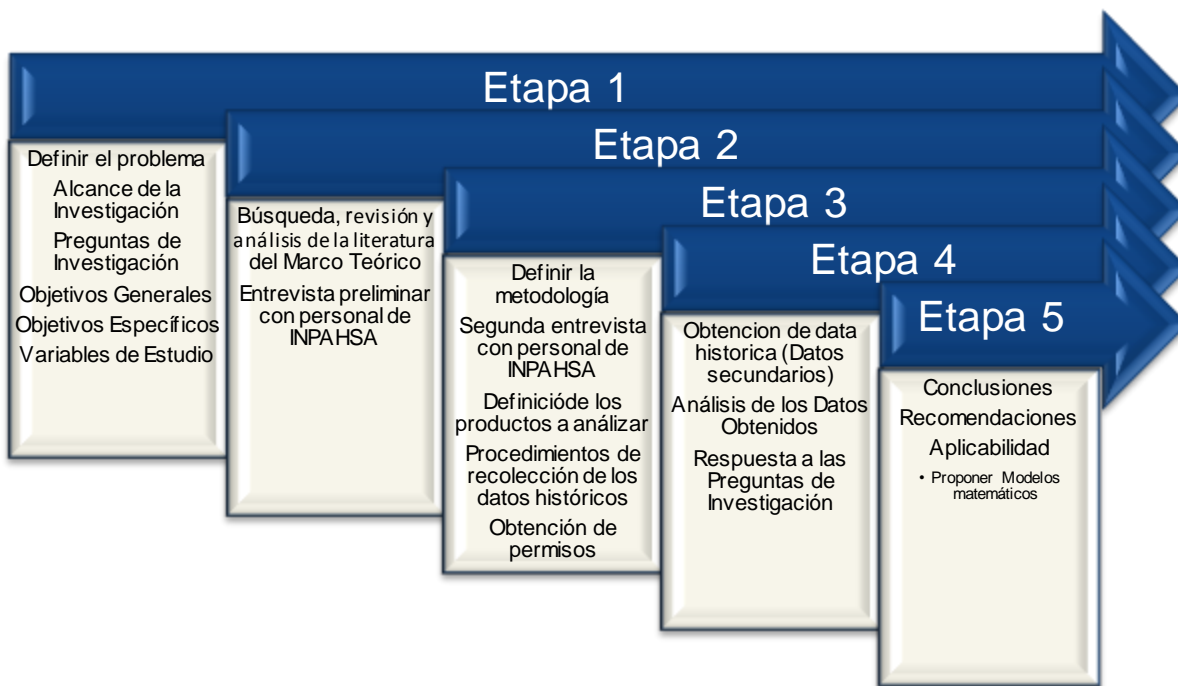 Etapa 1
Definir el problema
Alcance de la
Investigación
Preguntas de
Investigación
Objetivos Generales
Objetivos Específicos
Variables de Estudio
Etapa 2
Búsqueda, revisión y
análisis de la literatura
del Marco Teórico
Entrevista preliminar
con personal de
INPAHSA
Etapa 3
Definir la
metodología
Segunda entrevista
con personal de
INPAHSA
Definicióde los
productos a análizar
Procedimientos de
recolección de los
datos históricos
Obtención de
permisos
Etapa 4
Obtencion de data
historica (Datos
secundarios)
Análisis de los Datos
Obtenidos
Respuesta a las
Preguntas de
Investigación
Etapa 5
Conclusiones
Recomendaciones
Aplicabilidad
• Proponer Modelos
matemáticos